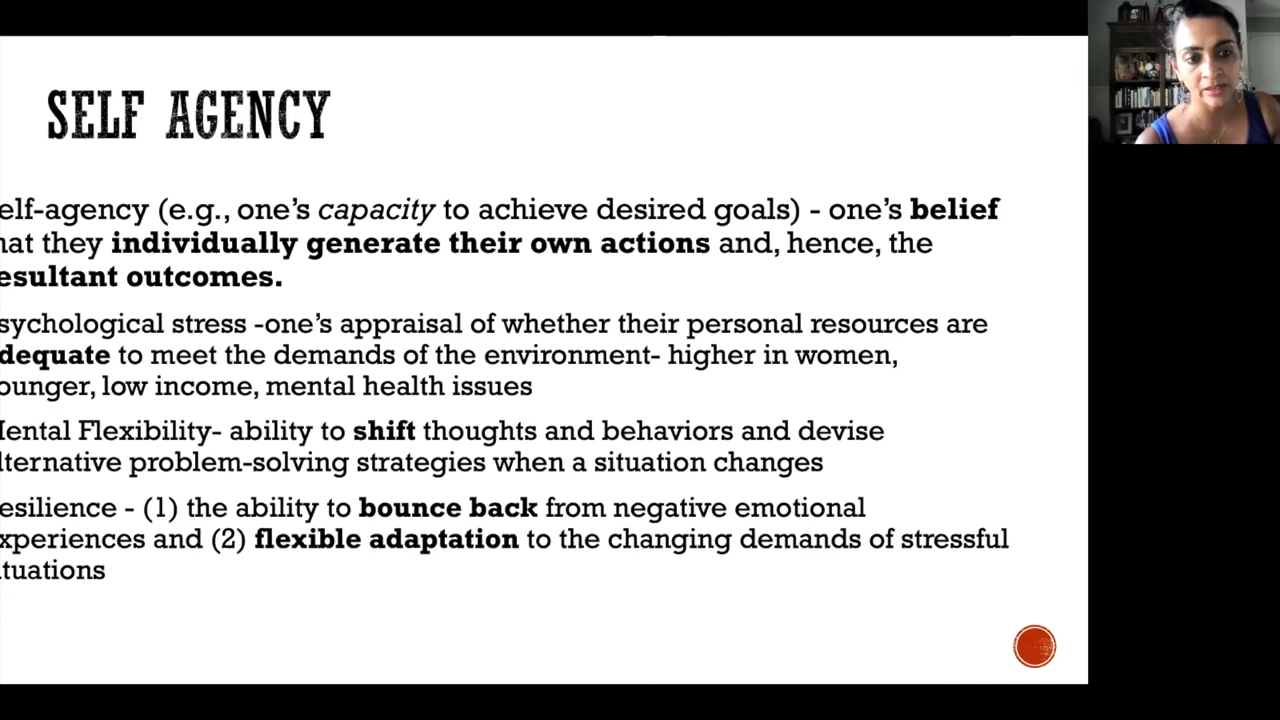 SELF AGENCY
elf-agency (e.g., one's capacity to achieve desired goals) - one's belief
hat they individually generate their own actions and, hence, the
esultant outcomes.
sychological stress -one's appraisal of whether their personal resources are
dequate to meet the demands of the environment- higher in women,
ounger, low income, mental health issues
ental Flexibility- ability to shift thoughts and behaviors and devise
lternative problem-solving strategies when a situation changes
esilience - (1) the ability to bounce back from negative emotional
xperiences and (2) flexible adaptation to the changing demands of stressful
ituations